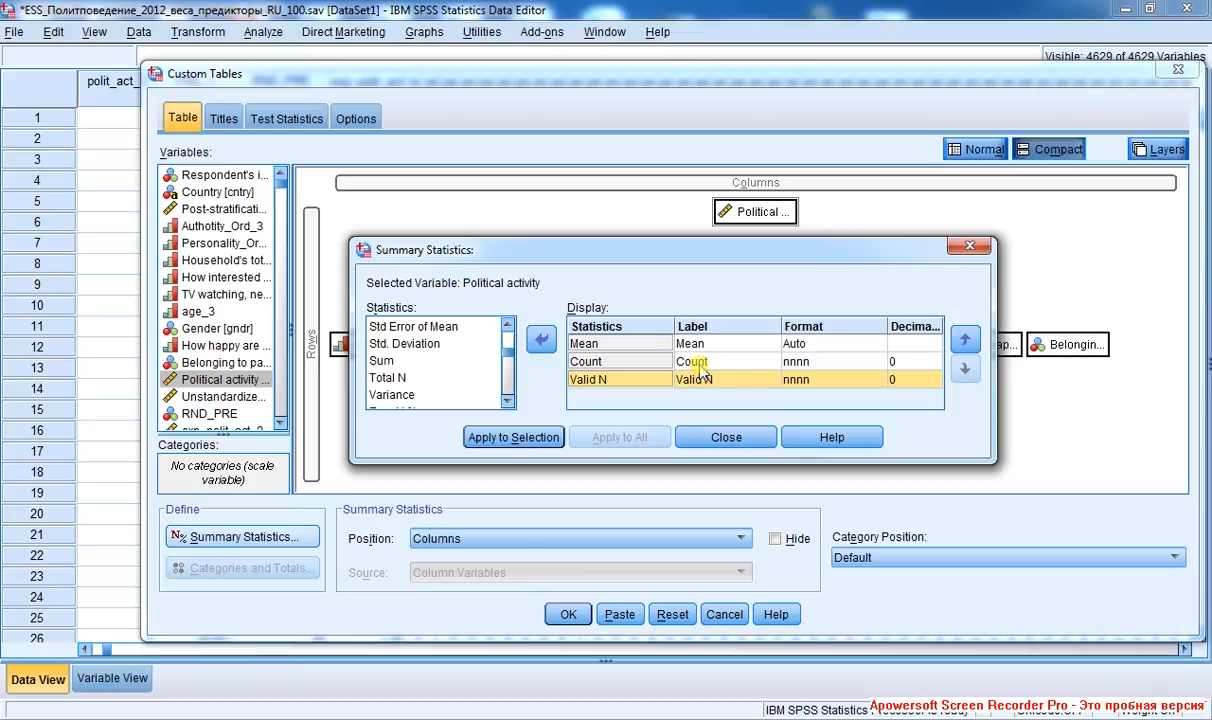 *ESS_Политповедение_2012_веса_предикторы_RU_100.sav [DataSet1] - IBM SPSS Statistics Data Editor
File Edit View Data Transform Analyze Direct Marketing Graphs Utilities Add-ons Window Help
Visible: 4629 of 4629 Variables
polit_act_
Custom Tables
Table Titles Test Statistics Options
Variables:
Normal Compact Layers
Respondent's i...
Country [cntry]
Post-stratificati...
Authotity_Ord_3
Personality_Or...
Household's tot...
How interested ...
TV watching, ne...
age_3
Gender [gndr]
How happy are ...
Belonging to pa...
Political activity ...
Unstandardize...
RND_PRE
Columns
Political ...
Rows
ap...
Belongin...
Summary Statistics:
Selected Variable: Political activity
Statistics:
Std Error of Mean
Std. Deviation
Sum
Total N
Variance
Display:
Statistics Label Format Decima...
Mean Mean Auto
Count Count nnnn 0
Valid N Valid N nnnn 0
Apply to Selection Apply to All Close Help
Categories:
No categories (scale
variable)
Define
Summary Statistics...
Categories and Totals...
Summary Statistics
Position: Columns Hide
Source: Column Variables
Category Position:
Default
OK Paste Reset Cancel Help
1
2
3
4
5
6
7
8
9
10
11
12
13
14
15
16
17
18
19
20
21
22
23
24
25
26
Data View Variable View
Apowersoft Screen Recorder Pro - Это пробная версия
IBM SPSS Statistics